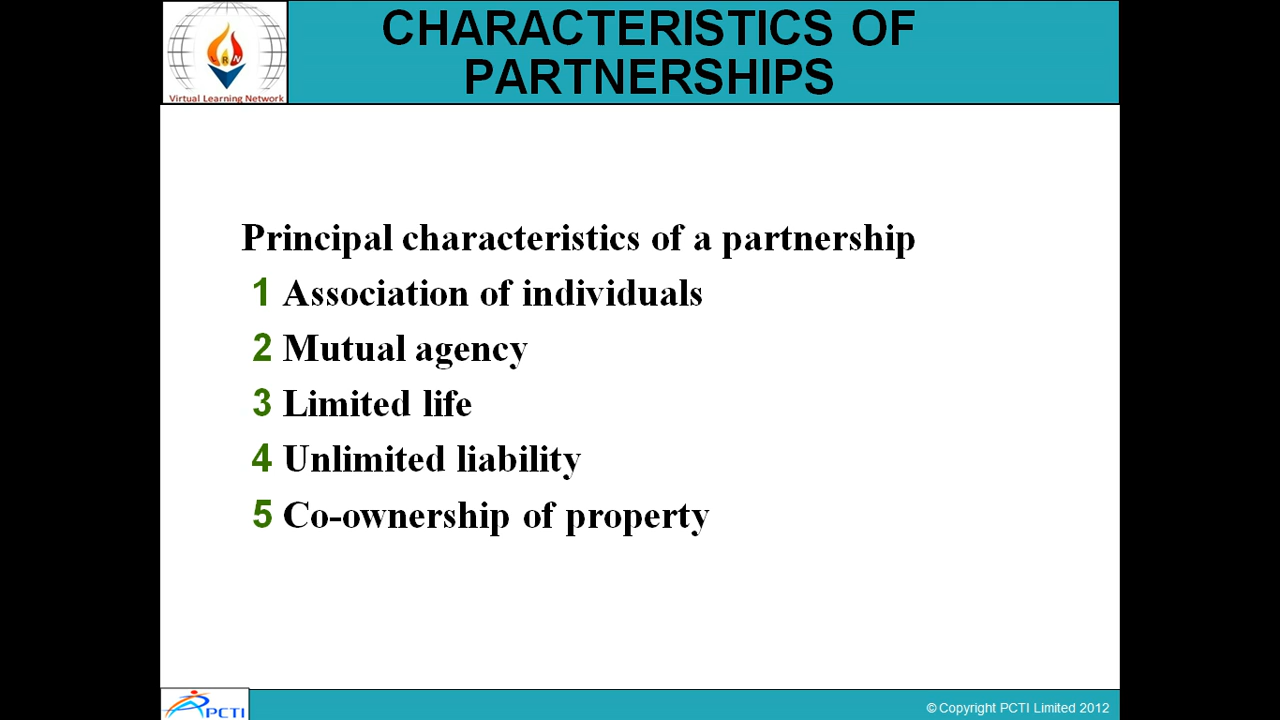 CHARACTERISTICS OF
PARTNERSHIPS
LRN
Virtual Learning Network
Principal characteristics of a partnership
1 Association of individuals
2 Mutual agency
3 Limited life
4 Unlimited liability
5 Co-ownership of property
PCTI
© Copyright PCTI Limited 2012